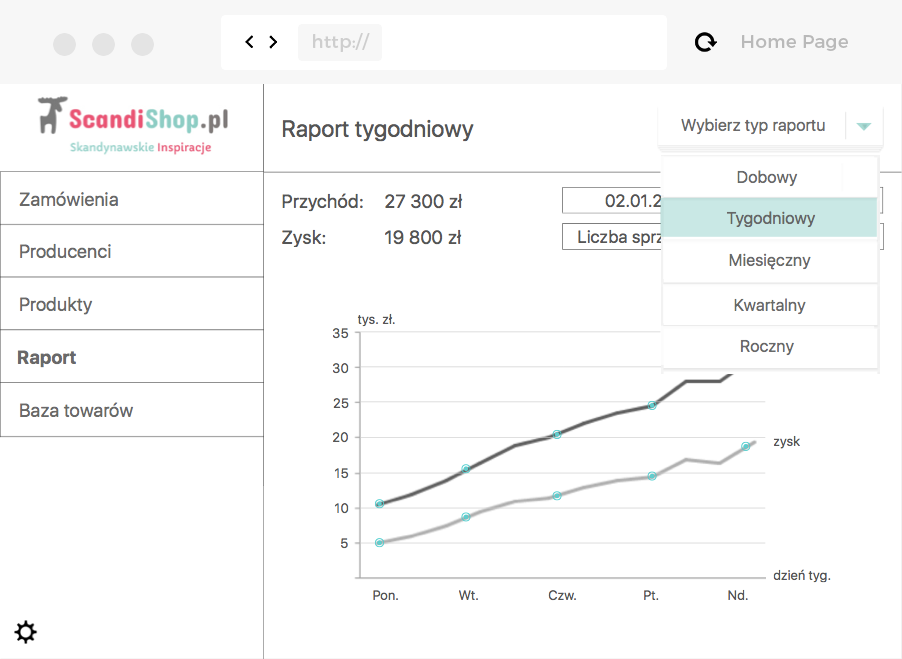 http://
Home Page
ScandiShop.pl
Skandynawskie Inspiracje
Raport tygodniowy
Wybierz typ raportu
Dobowy
Tygodniowy
Miesięczny
Kwartalny
Roczny
Zamówienia
Producenci
Produkty
Raport
Baza towarów
Przychód: 27 300 zł
Zysk: 19 800 zł
02.01.2
Liczba sprz
tys. zł.
35
30
25
20
15
10
5
zysk
dzień tyg.
Pon. Wt. Czw. Pt. Nd.